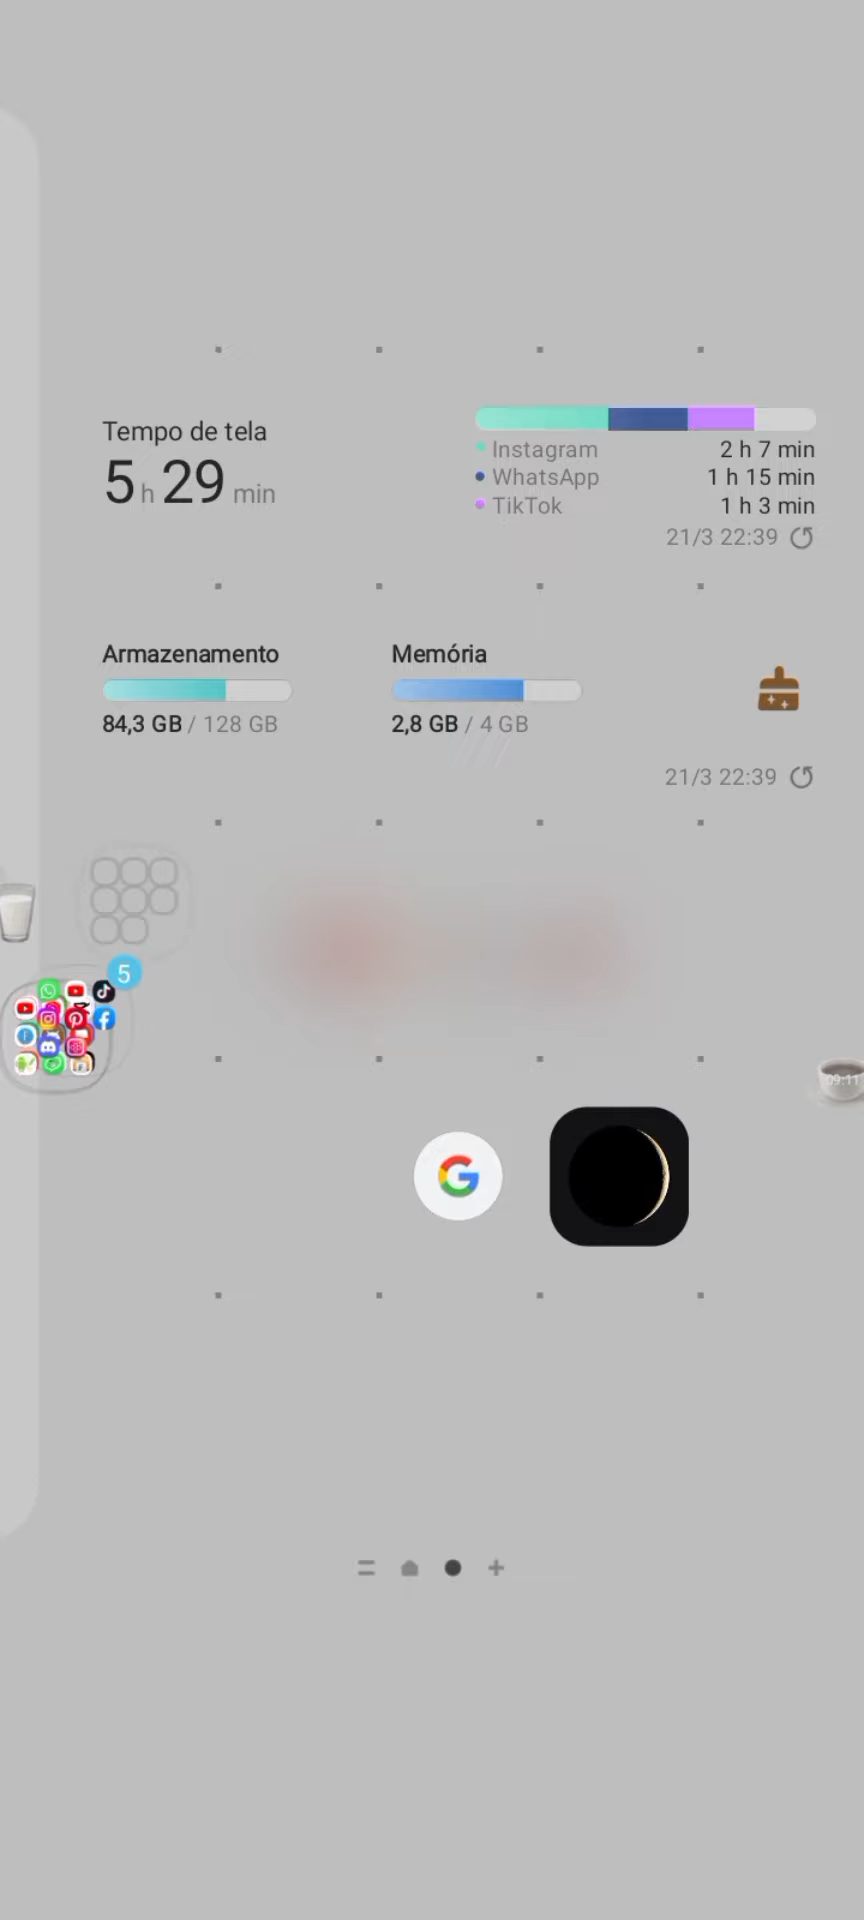 Tempo de tela
5 h 29 min
Instagram 2 h 7 min
WhatsApp 1 h 15 min
TikTok 1 h 3 min
21/3 22:39
Armazenamento
84,3 GB / 128 GB
Memória
2,8 GB / 4 GB
21/3 22:39
5
G
09:11